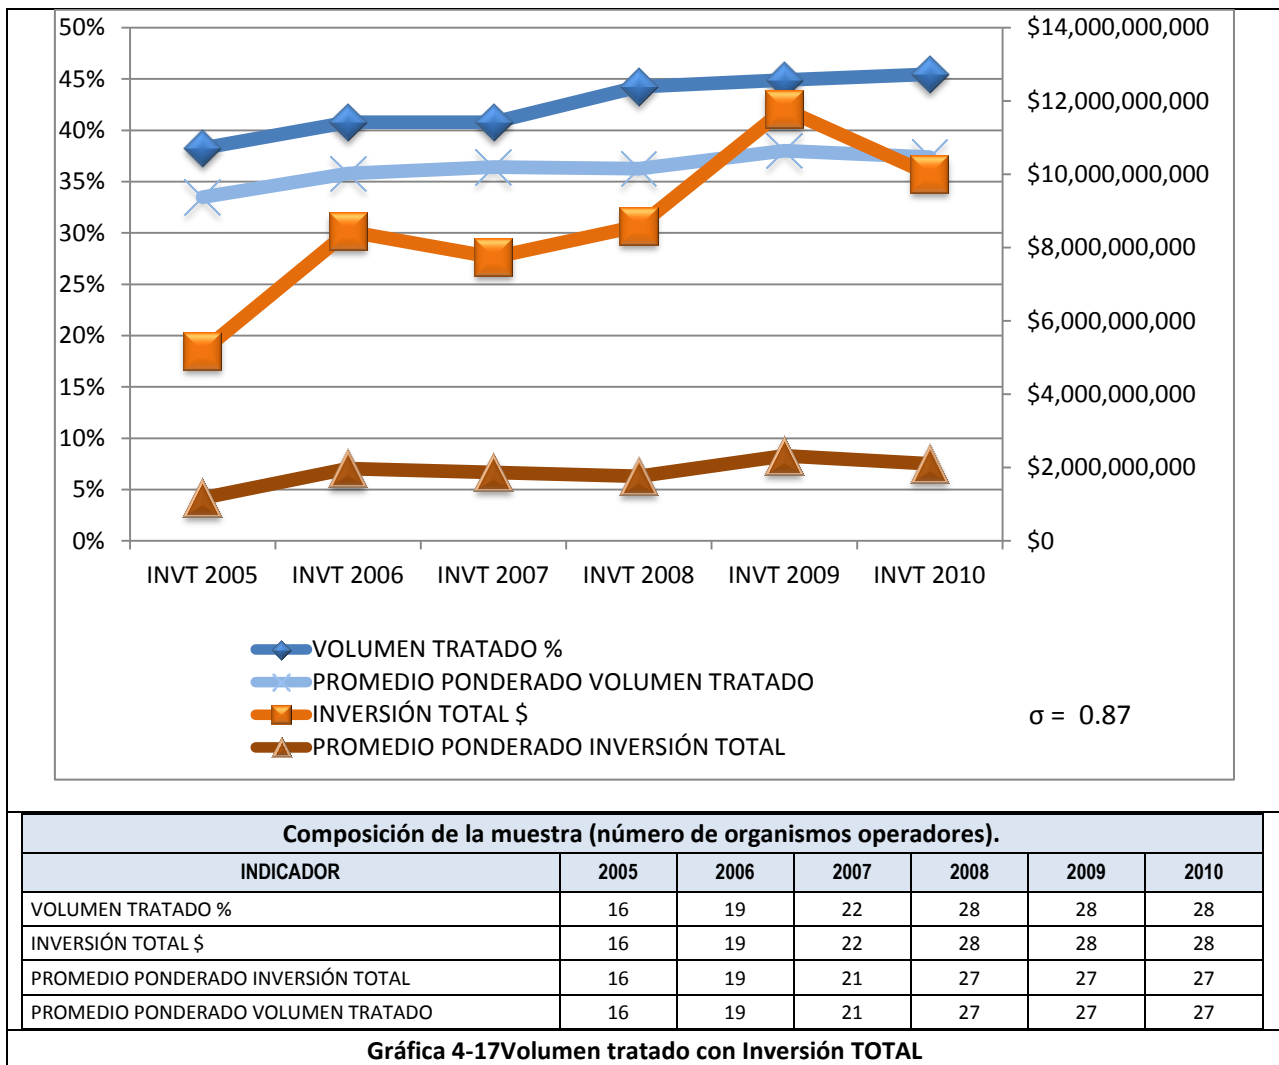 50%
45%
40%
35%
30%
25%
20%
15%
10%
5%
0%
$14,000,000,000
$12,000,000,000
$10,000,000,000
$8,000,000,000
$6,000,000,000
$4,000,000,000
$2,000,000,000
$0
INVT 2005 INVT 2006 INVT 2007 INVT 2008 INVT 2009 INVT 2010
VOLUMEN TRATADO %
PROMEDIO PONDERADO VOLUMEN TRATADO
INVERSIÓN TOTAL $
PROMEDIO PONDERADO INVERSIÓN TOTAL
σ = 0.87
Composición de la muestra (número de organismos operadores).
INDICADOR 2005 2006 2007 2008 2009 2010
VOLUMEN TRATADO % 16 19 22 28 28 28
INVERSIÓN TOTAL $ 16 19 22 28 28 28
PROMEDIO PONDERADO INVERSIÓN TOTAL 16 19 21 27 27 27
PROMEDIO PONDERADO VOLUMEN TRATADO 16 19 21 27 27 27
Gráfica 4-17Volumen tratado con Inversión TOTAL